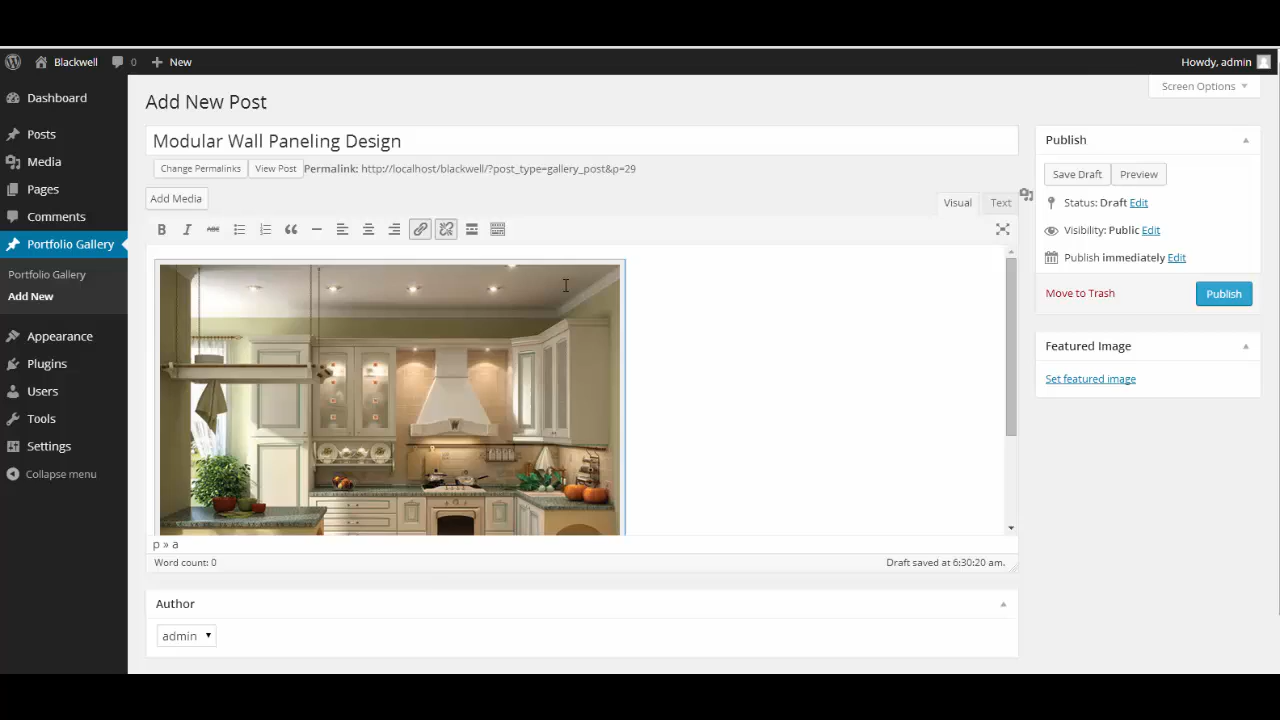 Blackwell 0 New Howdy, admin
Screen Options
Dashboard
Posts
Media
Pages
Comments
Portfolio Gallery
Portfolio Gallery
Add New
Appearance
Plugins
Users
Tools
Settings
Collapse menu
Add New Post
Modular Wall Paneling Design
Change Permalinks View Post Permalink: http://localhost/blackwell/?post_type=gallery_post&p=29
Add Media
Visual Text
B I ABC
p » a
Word count: 0 Draft saved at 6:30:20 am.
Author
admin
Publish
Save Draft Preview
Status: Draft Edit
Visibility: Public Edit
Publish immediately Edit
Move to Trash Publish
Featured Image
Set featured image